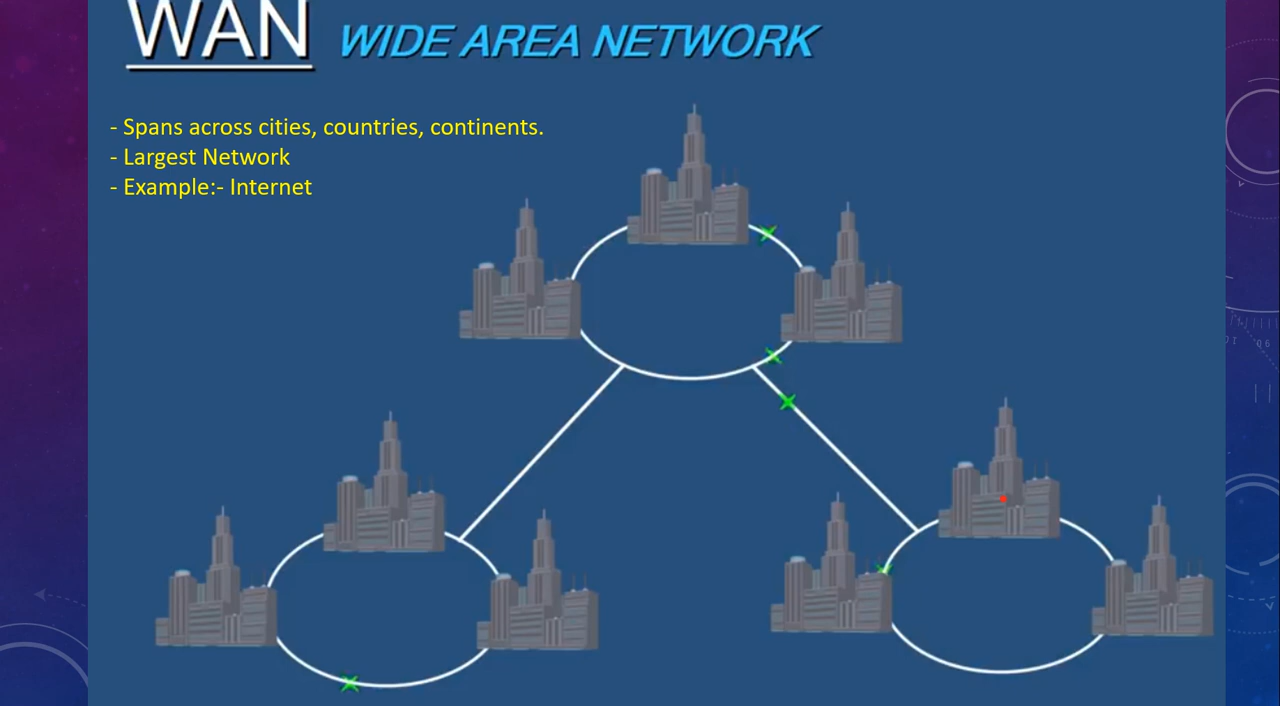 WAN WIDE AREA NETWORK
- Spans across cities, countries, continents.
- Largest Network
- Example:- Internet